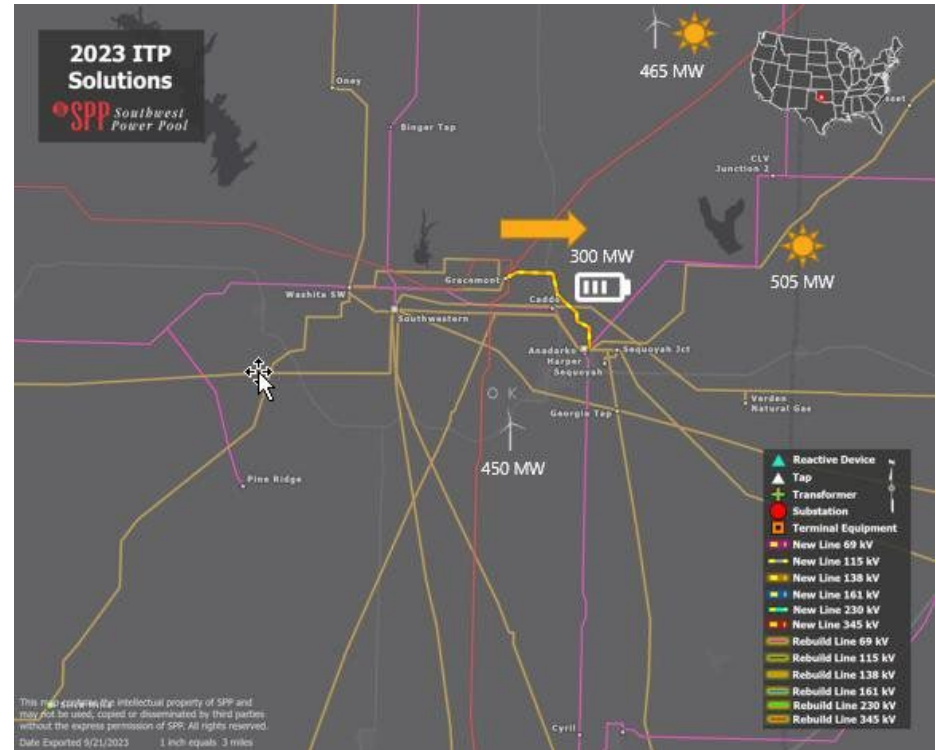 2023 ITP
Solutions
SPP Southwest
Power Pool
465 MW
Oney
Binger Tap
CLV
Junction 2
300 MW
505 MW
Gracemont
Washita SW
Caddo
Southwestern
Anadarko
Sequoyah Jct
Harper
Sequoyah
O K
Verden
Natural Gas
Georgia Tap
450 MW
Pine Ridge
Reactive Device
Tap
Transformer
Substation
Terminal Equipment
New Line 69 kV
New Line 115 kV
New Line 138 kV
New Line 161 kV
New Line 230 kV
New Line 345 kV
Rebuild Line 69 kV
Rebuild Line 115 kV
Rebuild Line 138 kV
Rebuild Line 161 kV
Rebuild Line 230 kV
Rebuild Line 345 kV
This map contains the intellectual property of SPP and
may not be used, copied or disseminated by third parties
without the express permission of SPP. All rights reserved.
Date Exported 9/21/2023 1 inch equals 3 miles
Cyril